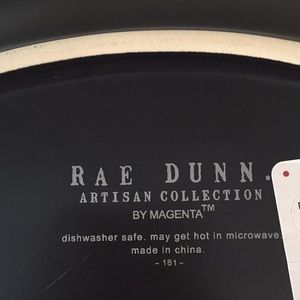 RAE DUNN.
ARTISAN COLLECTION
BY MAGENTA™
dishwasher safe. may get hot in microwave
made in china.
- 181 -